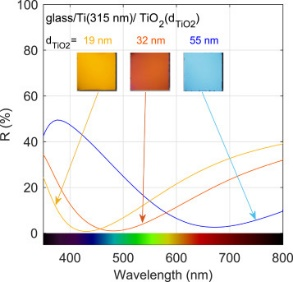 glass/Ti(315 nm)/ TiO2(dTiO2)
dTiO2= 19 nm 32 nm 55 nm
100
80
60
40
20
0
R (%)
400 500 600 700 800
Wavelength (nm)